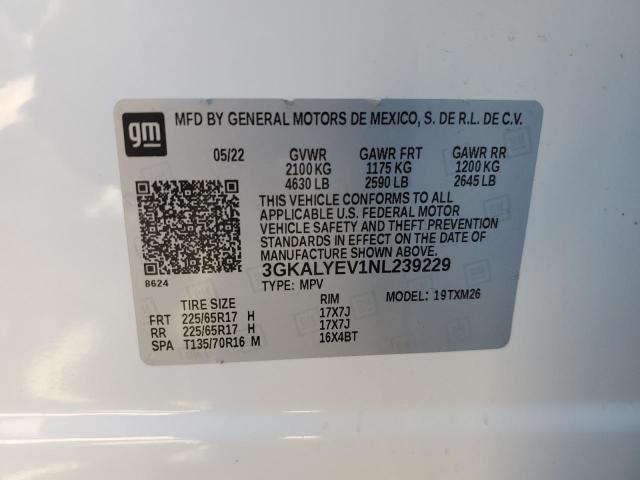 gm
MFD BY GENERAL MOTORS DE MEXICO, S. DE R.L. DE C.V.
05/22 GVWR GAWR FRT GAWR RR
2100 KG 1175 KG 1200 KG
4630 LB 2590 LB 2645 LB
THIS VEHICLE CONFORMS TO ALL
APPLICABLE U.S. FEDERAL MOTOR
VEHICLE SAFETY AND THEFT PREVENTION
STANDARDS IN EFFECT ON THE DATE OF
MANUFACTURE SHOWN ABOVE.
8624 3GKALYEV1NL239229
TYPE: MPV MODEL: 19TXM26
TIRE SIZE RIM
FRT 225/65R17 H 17X7J
RR 225/65R17 H 17X7J
SPA T135/70R16 M 16X4BT